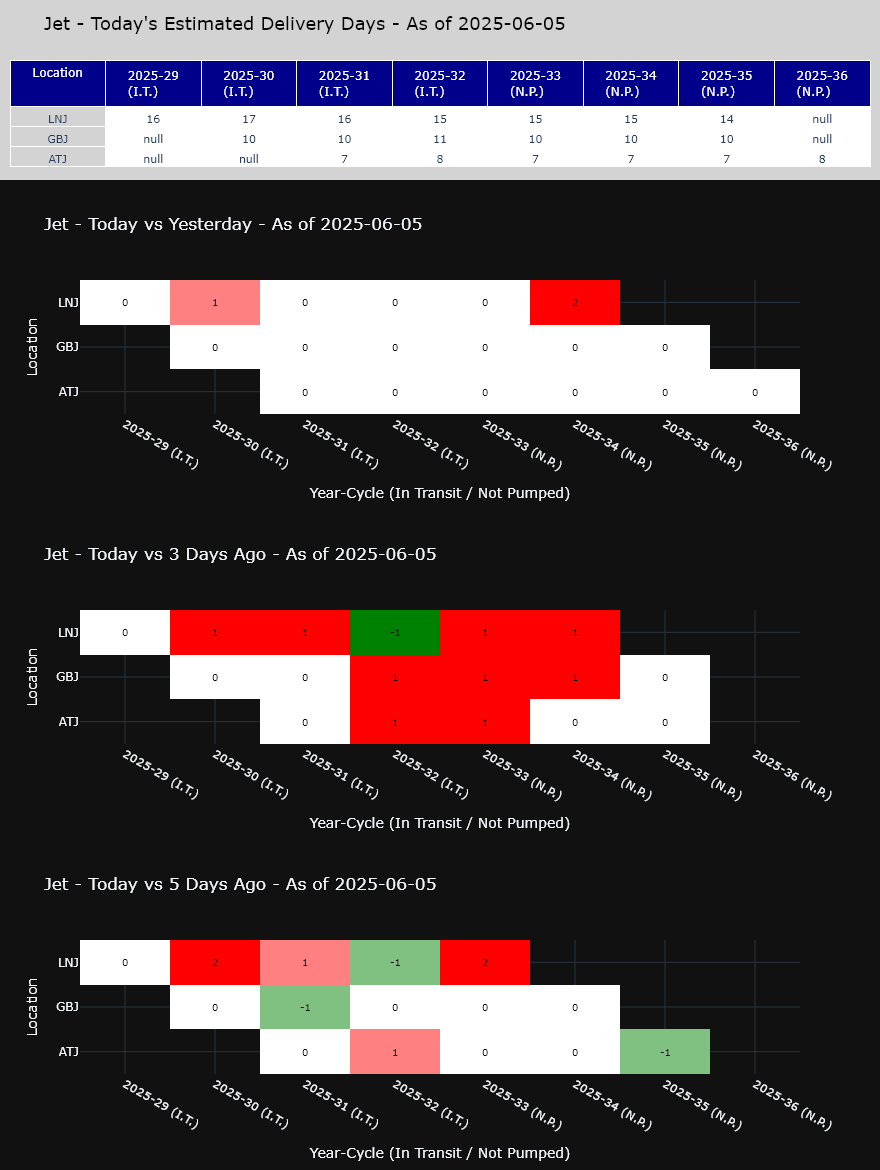 Jet - Today's Estimated Delivery Days - As of 2025-06-05
Location 2025-29 (I.T.) 2025-30 (I.T.) 2025-31 (I.T.) 2025-32 (I.T.) 2025-33 (N.P.) 2025-34 (N.P.) 2025-35 (N.P.) 2025-36 (N.P.)
LNJ 16 17 16 15 15 15 14 null
GBJ null 10 10 11 10 10 10 null
ATJ null null 7 8 7 7 7 8
Jet - Today vs Yesterday - As of 2025-06-05
Location
LNJ 0 1 0 0 0 2
GBJ 0 0 0 0 0 0
ATJ 0 0 0 0 0 0
2025-29 (I.T.) 2025-30 (I.T.) 2025-31 (I.T.) 2025-32 (I.T.) 2025-33 (N.P.) 2025-34 (N.P.) 2025-35 (N.P.) 2025-36 (N.P.)
Year-Cycle (In Transit / Not Pumped)
Jet - Today vs 3 Days Ago - As of 2025-06-05
Location
LNJ 0 1 1 -1 1 1
GBJ 0 0 1 1 1 0
ATJ 0 1 1 0 0
2025-29 (I.T.) 2025-30 (I.T.) 2025-31 (I.T.) 2025-32 (I.T.) 2025-33 (N.P.) 2025-34 (N.P.) 2025-35 (N.P.) 2025-36 (N.P.)
Year-Cycle (In Transit / Not Pumped)
Jet - Today vs 5 Days Ago - As of 2025-06-05
Location
LNJ 0 2 1 -1 2
GBJ 0 -1 0 0 0
ATJ 0 1 0 0 -1
2025-29 (I.T.) 2025-30 (I.T.) 2025-31 (I.T.) 2025-32 (I.T.) 2025-33 (N.P.) 2025-34 (N.P.) 2025-35 (N.P.) 2025-36 (N.P.)
Year-Cycle (In Transit / Not Pumped)